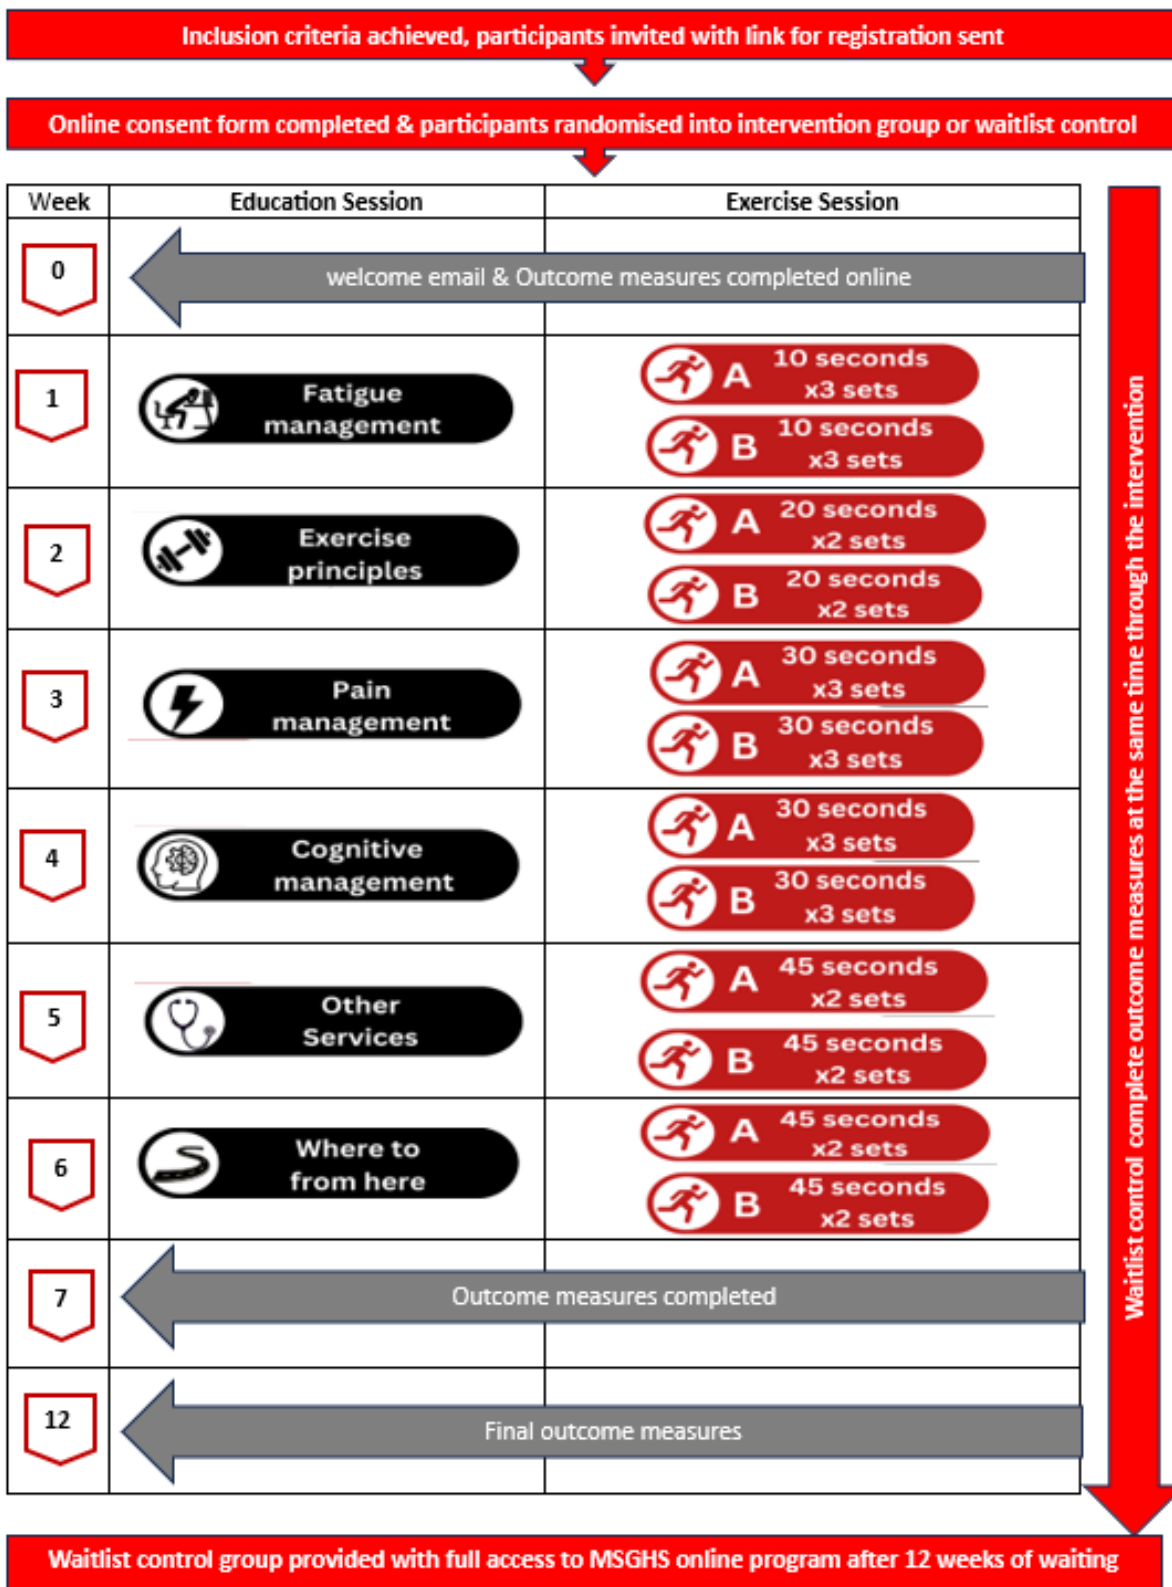 Inclusion criteria achieved, participants invited with link for registration sent
Online consent form completed & participants randomised into intervention group or waitlist control
Week Education Session Exercise Session
0 welcome email & Outcome measures completed online
1
Fatigue
management
A 10 seconds
x3 sets
B 10 seconds
x3 sets
2
Exercise
principles
A 20 seconds
x2 sets
B 20 seconds
x2 sets
3
Pain
management
A 30 seconds
x3 sets
B 30 seconds
x3 sets
4
Cognitive
management
A 30 seconds
x3 sets
B 30 seconds
x3 sets
5
Other
Services
A 45 seconds
x2 sets
B 45 seconds
x2 sets
6
Where to
from here
A 45 seconds
x2 sets
B 45 seconds
x2 sets
7 Outcome measures completed
12 Final outcome measures
Waitlist control complete outcome measures at the same time through the intervention
Waitlist control group provided with full access to MSGHS online program after 12 weeks of waiting